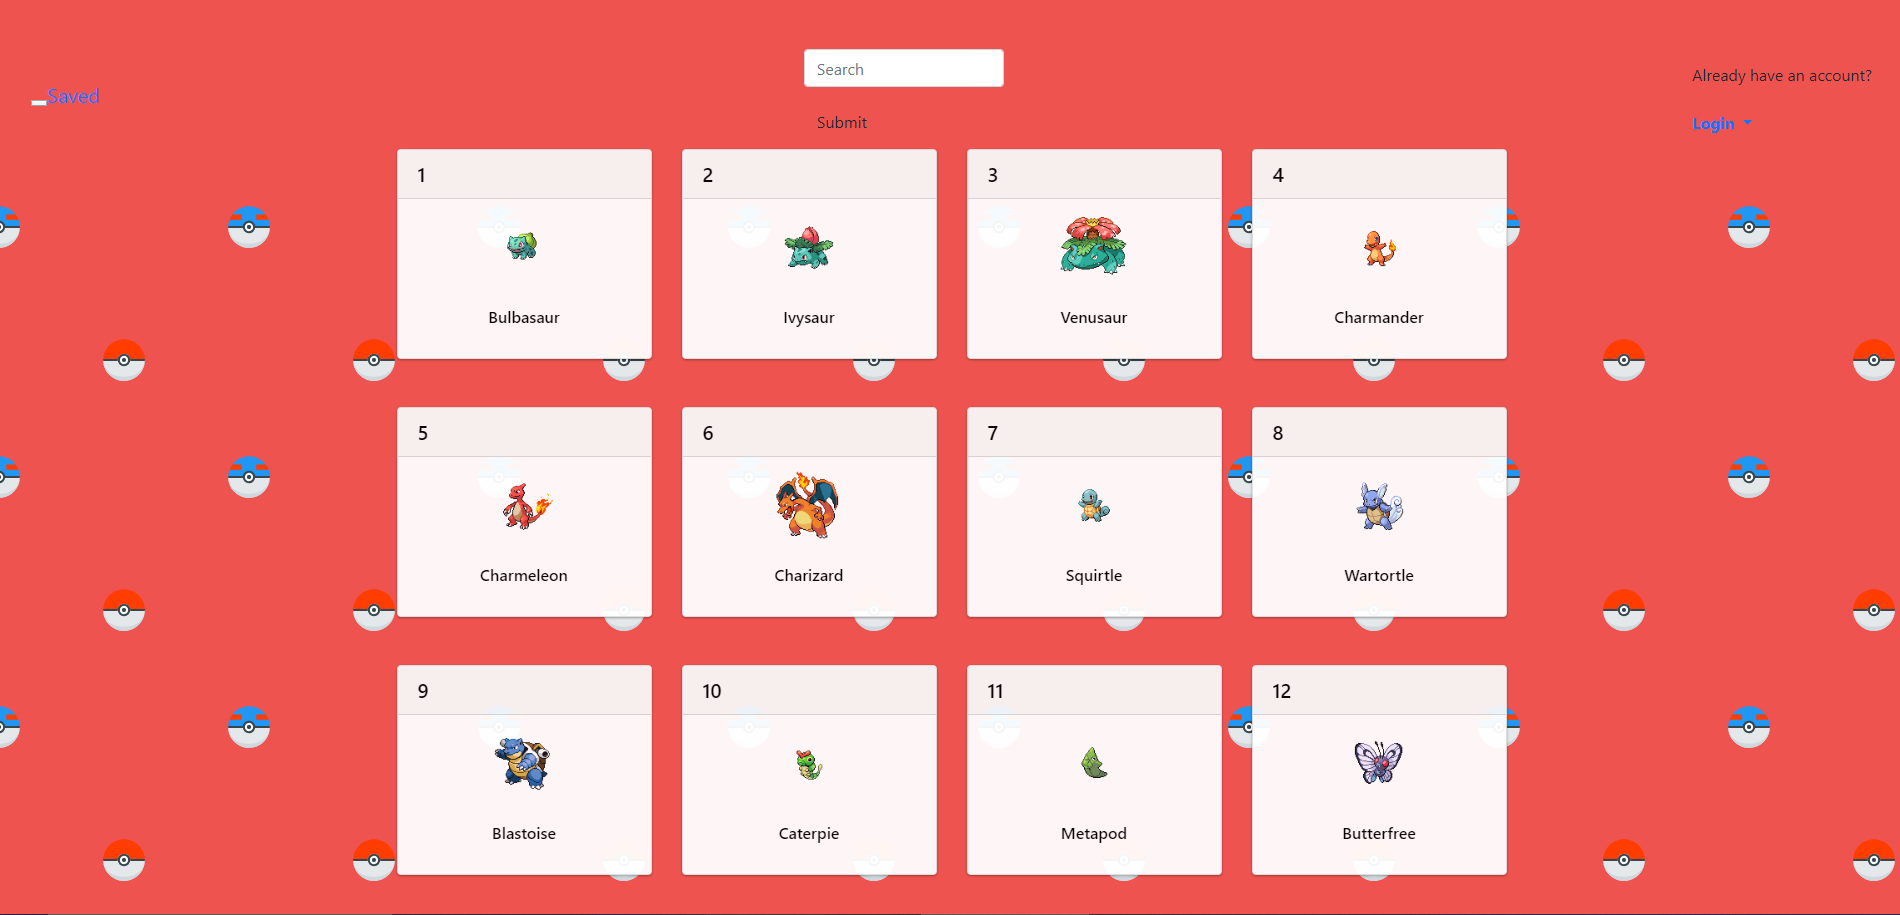 Search
Already have an account?
Saved
Submit
Login
1
2
3
4
Bulbasaur
Ivysaur
Venusaur
Charmander
5
6
7
8
Charmeleon
Charizard
Squirtle
Wartortle
9
10
11
12
Blastoise
Caterpie
Metapod
Butterfree